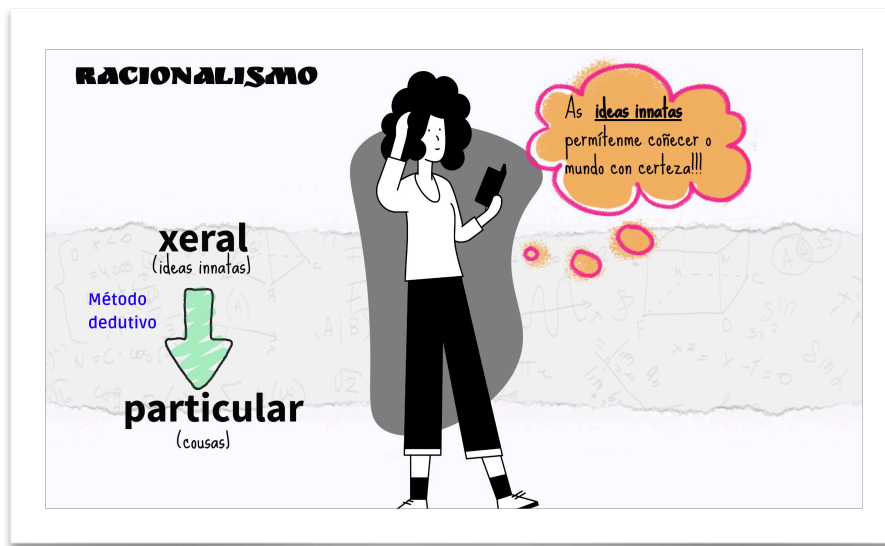 RACIONALISMO
As ideas innatas
permítenme coñecer o
mundo con certeza!!!
xeral
(ideas innatas)
Método
dedutivo
particular
(cousas)